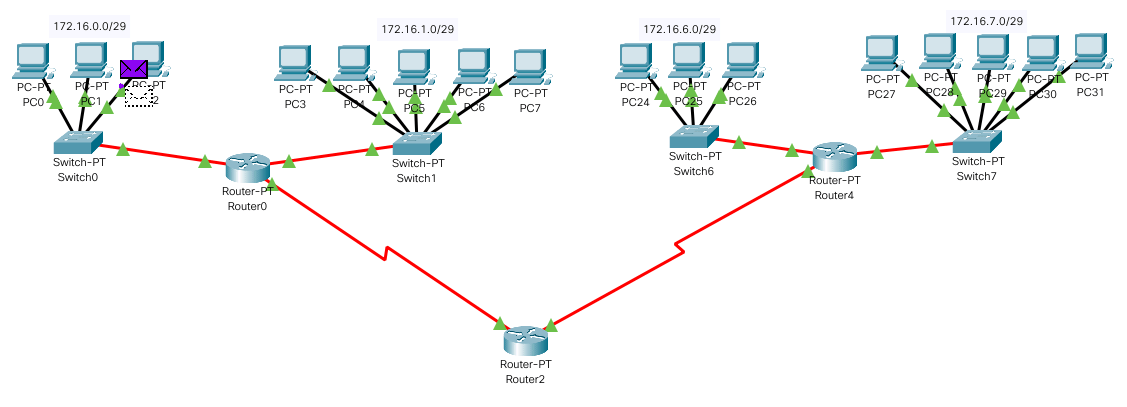 172.16.0.0/29
172.16.1.0/29
172.16.6.0/29
172.16.7.0/29
PC-PT
PC0
PC-PT
PC1
PC-PT
2
PC-PT
PC3
PC-PT
PC4
PC-PT
PC5
PC-PT
PC6
PC-PT
PC7
PC-PT
PC24
PC-PT
PC25
PC-PT
PC26
PC-PT
PC27
PC-PT
PC28
PC-PT
PC29
PC-PT
PC30
PC-PT
PC31
Switch-PT
Switch0
Router-PT
Router0
Switch-PT
Switch1
Switch-PT
Switch6
Router-PT
Router4
Switch-PT
Switch7
Router-PT
Router2